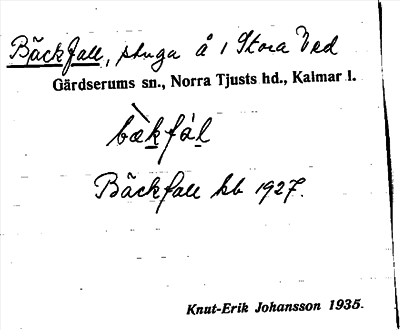 Bäckfall, stuga å 1 Stora Ved
Gärdserums sn., Norra Tjusts hd., Kalmar l.
bæ̀kfál
Bäckfall kb 1927.
Knut-Erik Johansson 1935.